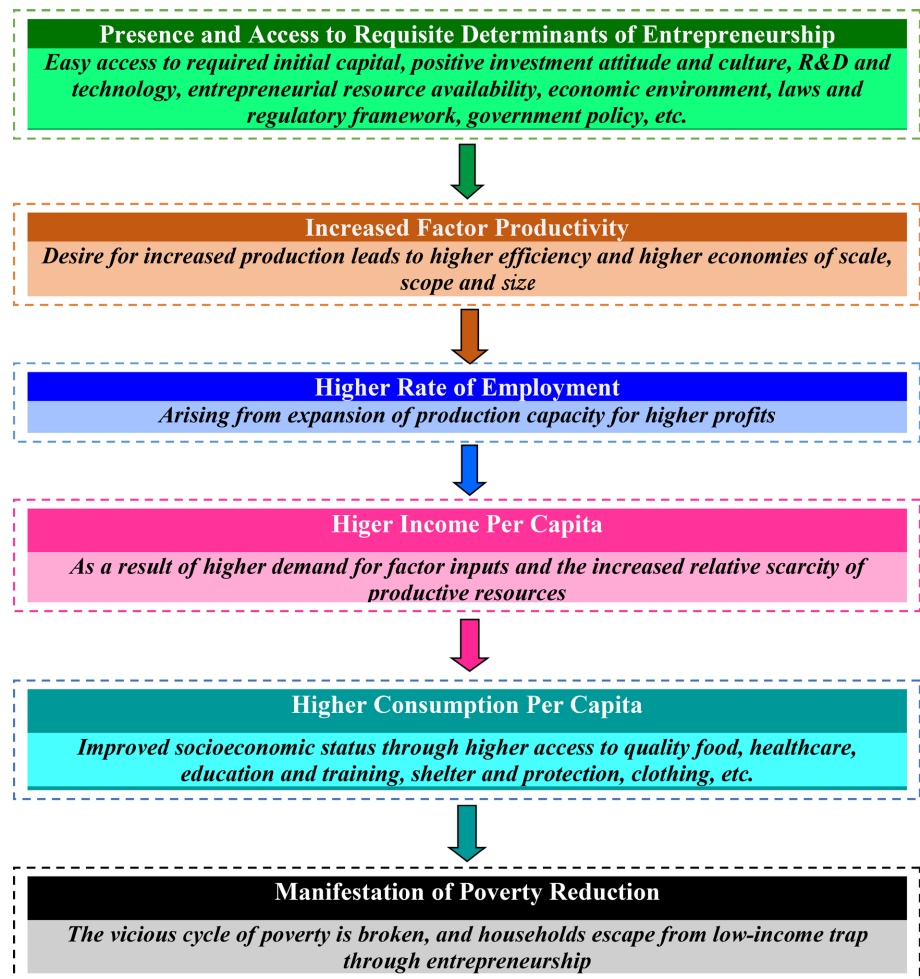 Presence and Access to Requisite Determinants of Entrepreneurship
Easy access to required initial capital, positive investment attitude and culture, R&D and
technology, entrepreneurial resource availability, economic environment, laws and
regulatory framework, government policy, etc.
Increased Factor Productivity
Desire for increased production leads to higher efficiency and higher economies of scale,
scope and size
Higher Rate of Employment
Arising from expansion of production capacity for higher profits
Higer Income Per Capita
As a result of higher demand for factor inputs and the increased relative scarcity of
productive resources
Higher Consumption Per Capita
Improved socioeconomic status through higher access to quality food, healthcare,
education and training, shelter and protection, clothing, etc.
Manifestation of Poverty Reduction
The vicious cycle of poverty is broken, and households escape from low-income trap
through entrepreneurship